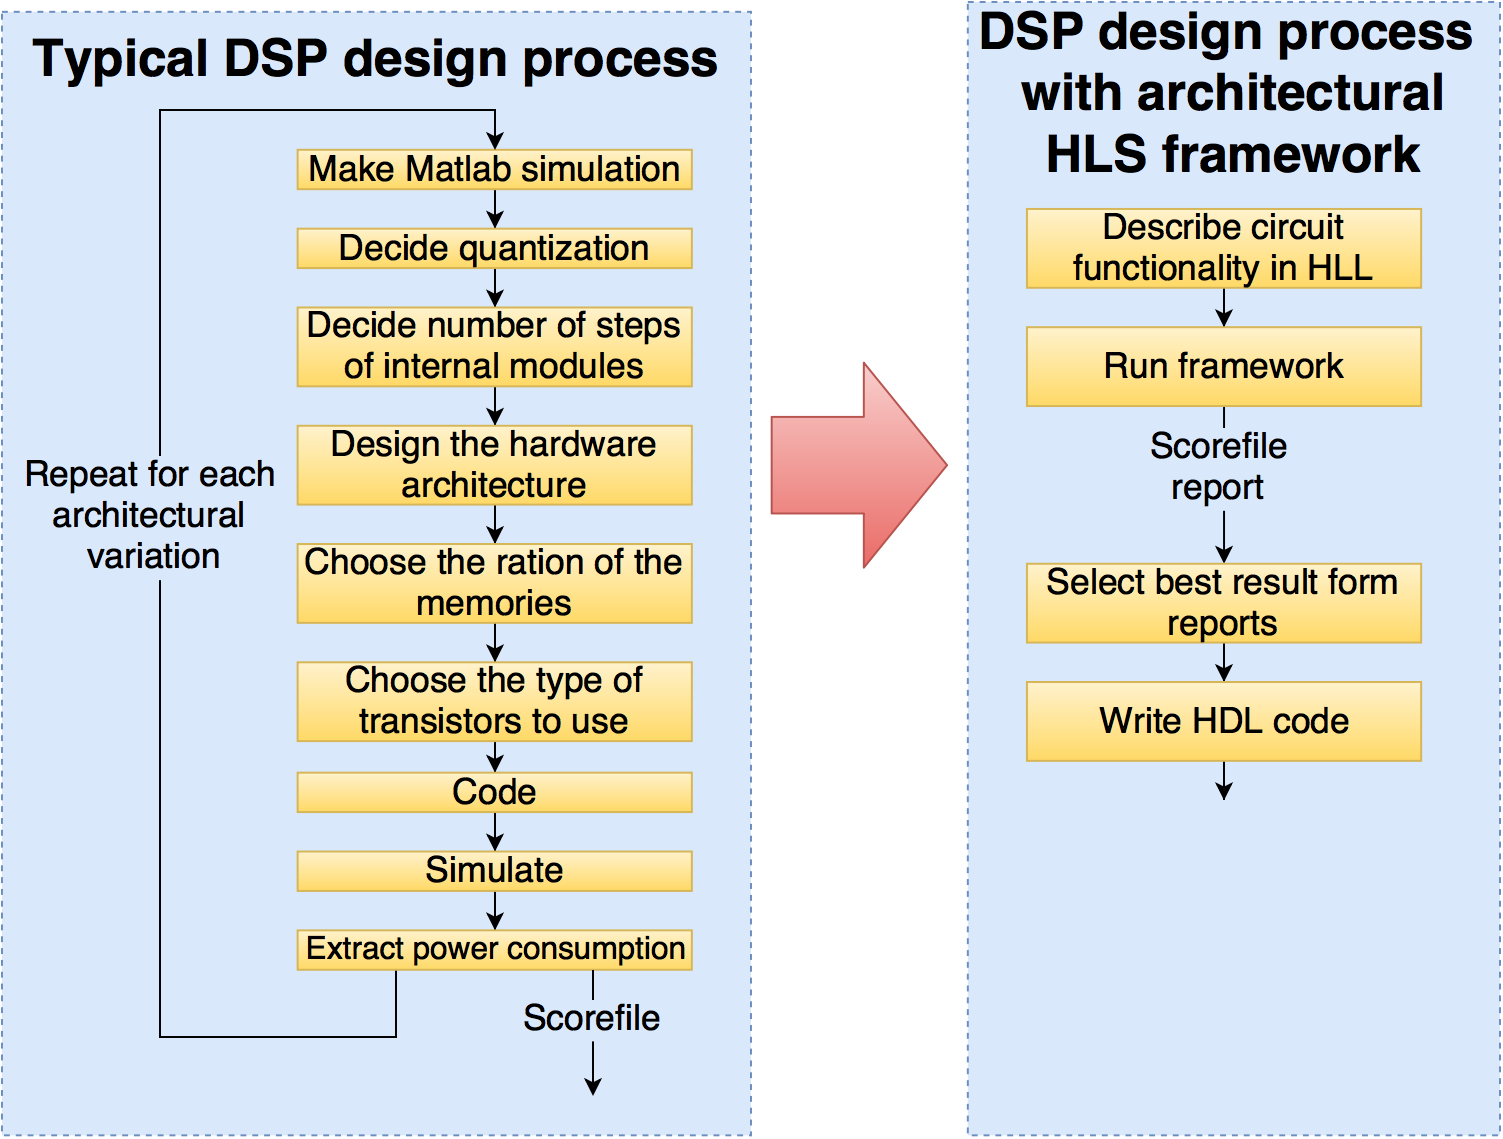 Typical DSP design process
Make Matlab simulation
Decide quantization
Decide number of steps
of internal modules
Design the hardware
architecture
Repeat for each
architectural
variation
Choose the ration of the
memories
Choose the type of
transistors to use
Code
Simulate
Extract power consumption
Scorefile
DSP design process
with architectural
HLS framework
Describe circuit
functionality in HLL
Run framework
Scorefile
report
Select best result form
reports
Write HDL code